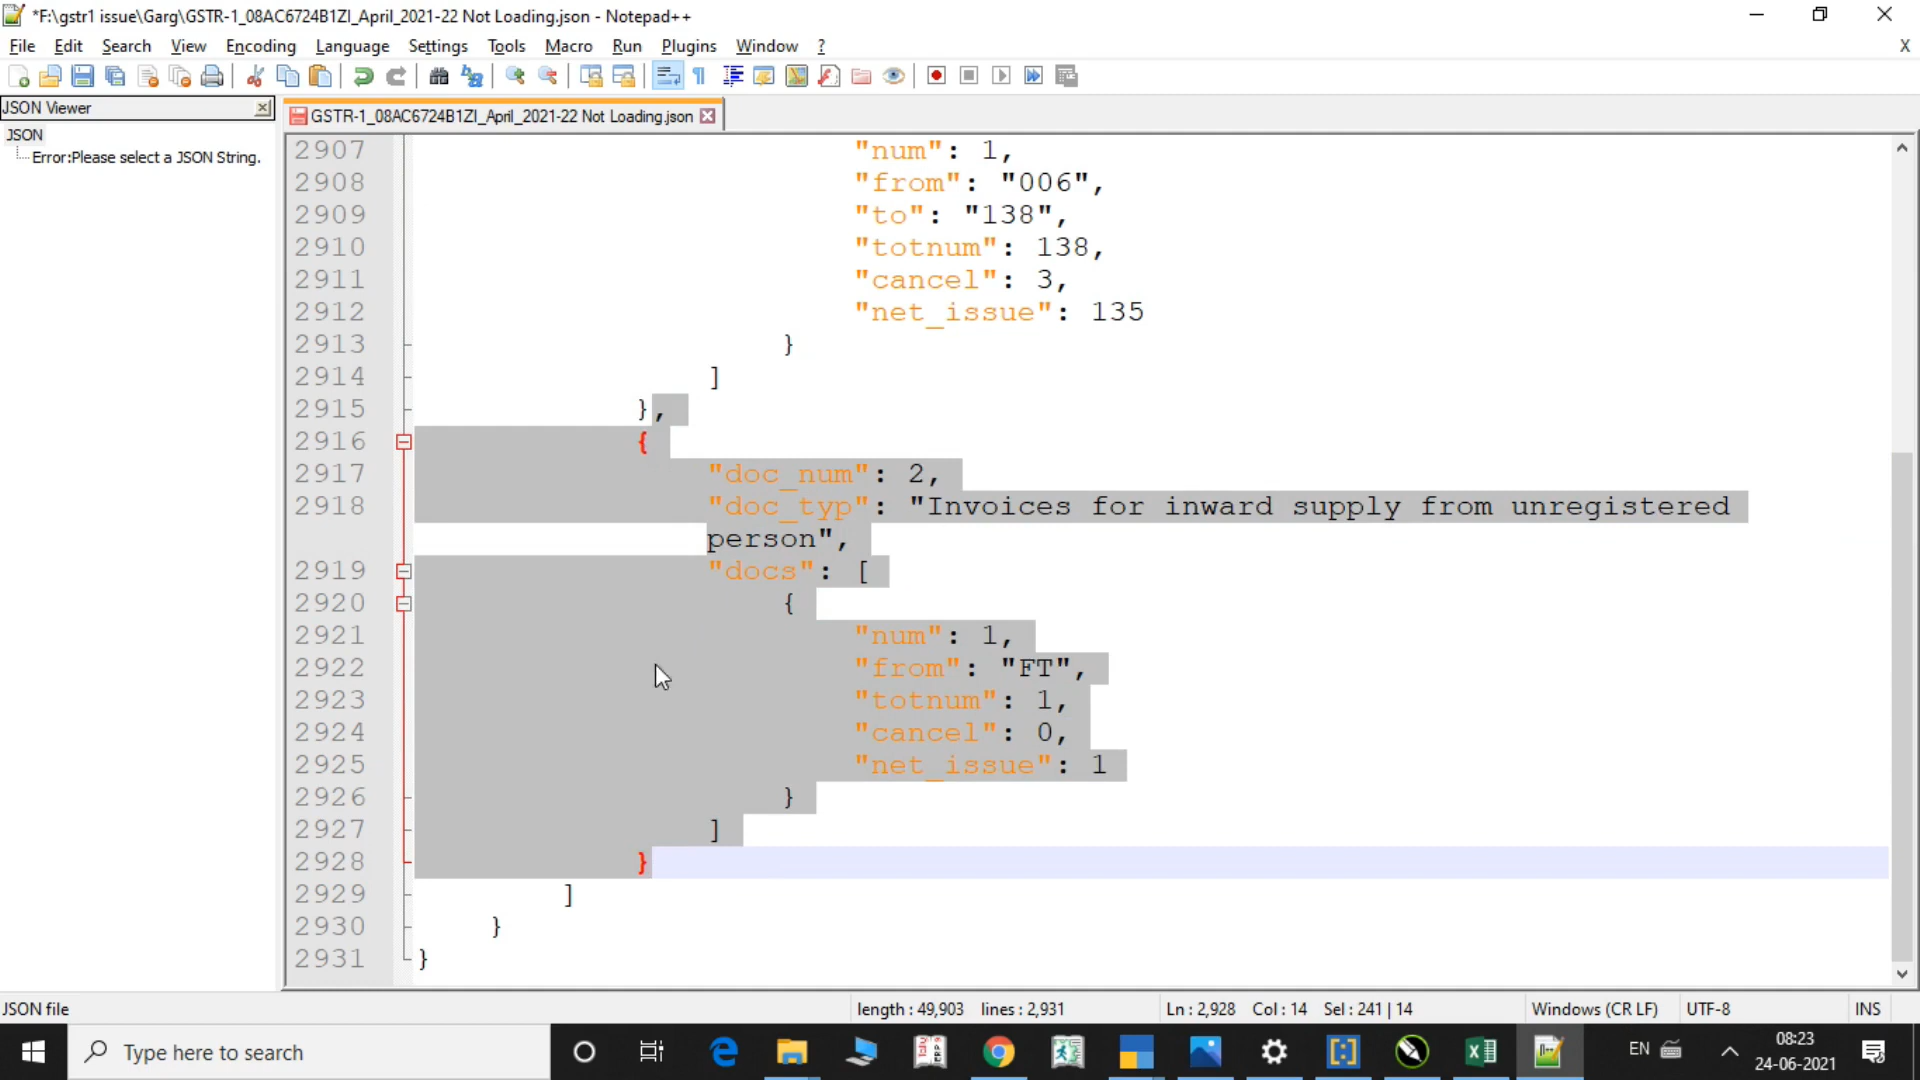 *F:\gstr1 issue\Garg\GSTR-1_08AC6724B1ZI_April_2021-22 Not Loading.json - Notepad++
File Edit Search View Encoding Language Settings Tools Macro Run Plugins Window ? X
JSON Viewer
GSTR-1_08AC6724B1ZI_April_2021-22 Not Loading.json
JSON
Error:Please select a JSON String.
2907 "num": 1,
2908 "from": "006",
2909 "to": "138",
2910 "totnum": 138,
2911 "cancel": 3,
2912 "net_issue": 135
2913 }
2914 ]
2915 },
2916 {
2917 "doc_num": 2,
2918 "doc_typ": "Invoices for inward supply from unregistered
person",
2919 "docs": [
2920 {
2921 "num": 1,
2922 "from": "FT",
2923 "totnum": 1,
2924 "cancel": 0,
2925 "net_issue": 1
2926 }
2927 ]
2928 }
2929 ]
2930 }
2931 }
JSON file length : 49,903 lines : 2,931 Ln : 2,928 Col : 14 Sel : 241 | 14 Windows (CR LF) UTF-8 INS
Type here to search
EN
08:23
24-06-2021